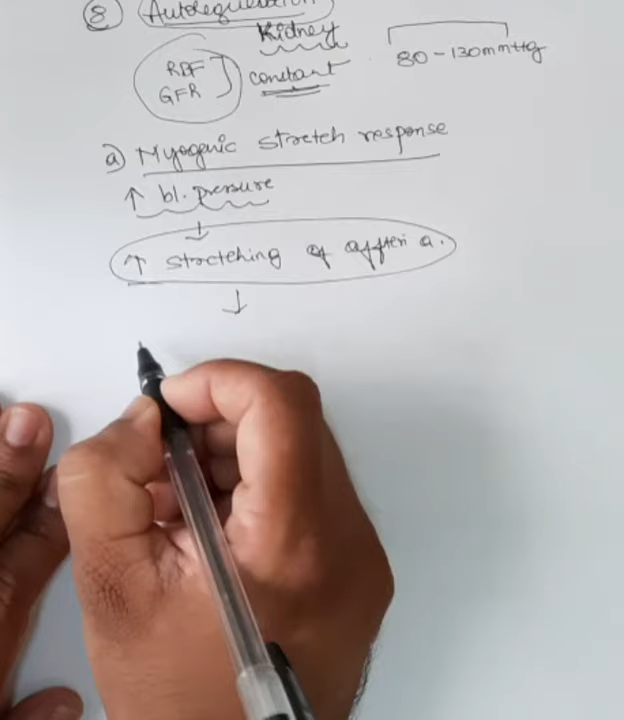 ⑧ Autoregulation
Kidney
RBF
GFR ] constant 80-130mmHg
a) Myogenic stretch response
↑ bl. pressure
↓
↑ stretching of afferi a.
↓